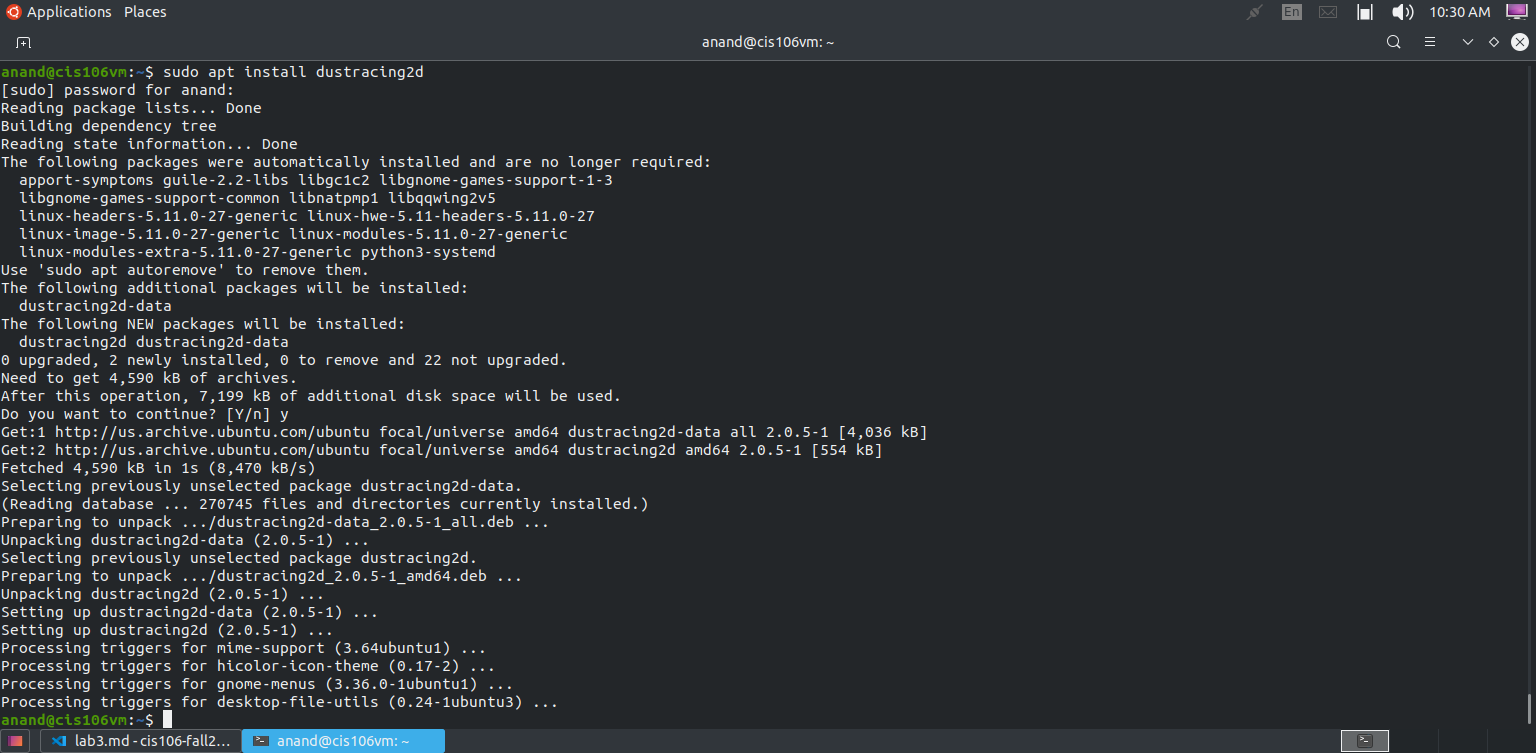 Applications Places En 10:30 AM
anand@cis106vm: ~
anand@cis106vm:~$ sudo apt install dustracing2d
[sudo] password for anand:
Reading package lists... Done
Building dependency tree
Reading state information... Done
The following packages were automatically installed and are no longer required:
  apport-symptoms guile-2.2-libs libgc1c2 libgnome-games-support-1-3
  libgnome-games-support-common libnatpmp1 libqqwing2v5
  linux-headers-5.11.0-27-generic linux-hwe-5.11-headers-5.11.0-27
  linux-image-5.11.0-27-generic linux-modules-5.11.0-27-generic
  linux-modules-extra-5.11.0-27-generic python3-systemd
Use 'sudo apt autoremove' to remove them.
The following additional packages will be installed:
  dustracing2d-data
The following NEW packages will be installed:
  dustracing2d dustracing2d-data
0 upgraded, 2 newly installed, 0 to remove and 22 not upgraded.
Need to get 4,590 kB of archives.
After this operation, 7,199 kB of additional disk space will be used.
Do you want to continue? [Y/n] y
Get:1 http://us.archive.ubuntu.com/ubuntu focal/universe amd64 dustracing2d-data all 2.0.5-1 [4,036 kB]
Get:2 http://us.archive.ubuntu.com/ubuntu focal/universe amd64 dustracing2d amd64 2.0.5-1 [554 kB]
Fetched 4,590 kB in 1s (8,470 kB/s)
Selecting previously unselected package dustracing2d-data.
(Reading database ... 270745 files and directories currently installed.)
Preparing to unpack .../dustracing2d-data_2.0.5-1_all.deb ...
Unpacking dustracing2d-data (2.0.5-1) ...
Selecting previously unselected package dustracing2d.
Preparing to unpack .../dustracing2d_2.0.5-1_amd64.deb ...
Unpacking dustracing2d (2.0.5-1) ...
Setting up dustracing2d-data (2.0.5-1) ...
Setting up dustracing2d (2.0.5-1) ...
Processing triggers for mime-support (3.64ubuntu1) ...
Processing triggers for hicolor-icon-theme (0.17-2) ...
Processing triggers for gnome-menus (3.36.0-1ubuntu1) ...
Processing triggers for desktop-file-utils (0.24-1ubuntu3) ...
anand@cis106vm:~$
lab3.md - cis106-fall2... anand@cis106vm: ~